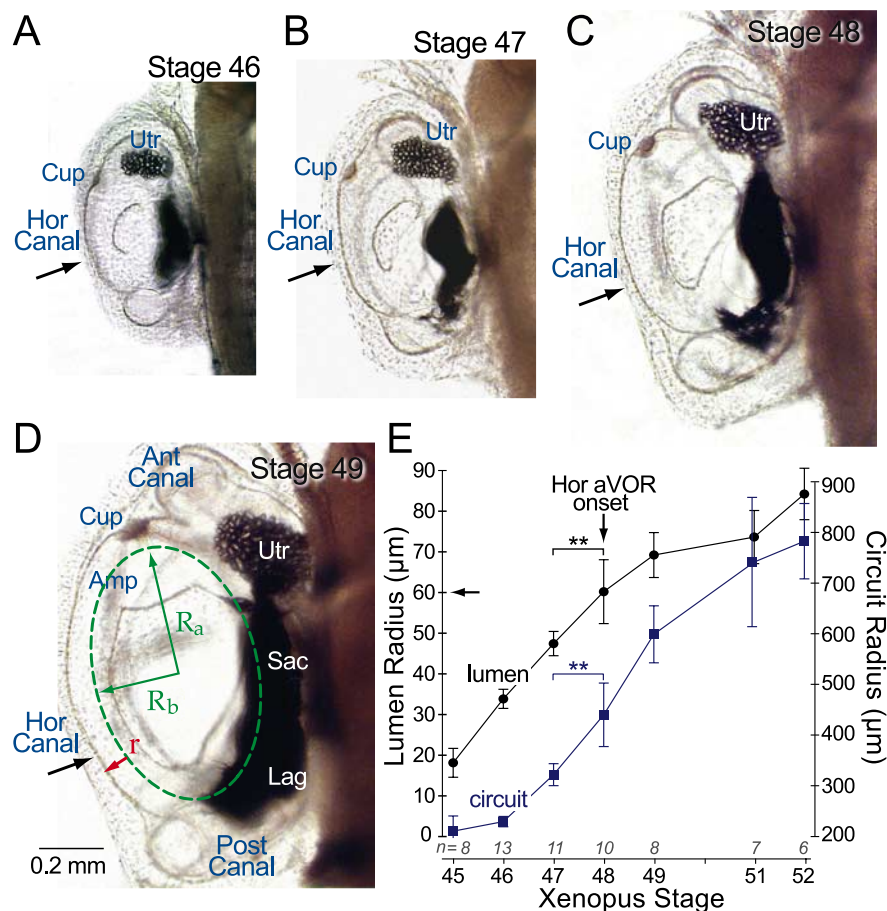 A
Stage 46
Utr
Cup
Hor
Canal
B
Stage 47
Utr
Cup
Hor
Canal
C
Stage 48
Utr
Cup
Hor
Canal
D
Ant
Canal
Stage 49
Cup
Utr
Amp
Ra
Rb
Sac
Hor
Canal
r
Lag
Post
Canal
0.2 mm
E
Hor aVOR
onset
**
**
lumen
circuit
Lumen Radius (µm)
90
80
70
60
50
40
30
20
10
0
Circuit Radius (µm)
900
800
700
600
500
400
300
200
n= 8 13 11 10 8 7 6
45 46 47 48 49 51 52
Xenopus Stage